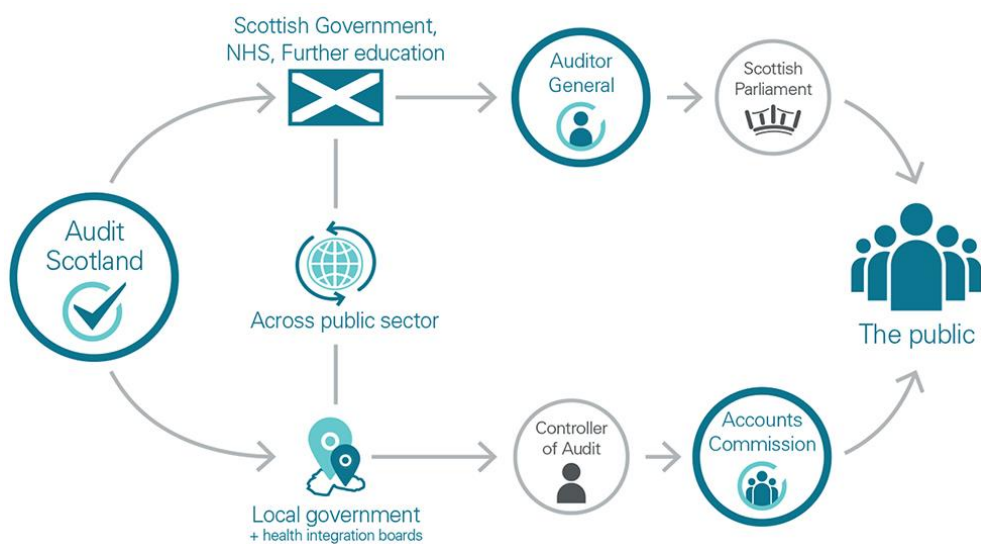 Scottish Government,
NHS, Further education
Auditor
General
Scottish
Parliament
Audit
Scotland
Across public sector
The public
Local government
+ health integration boards
Controller
of Audit
Accounts
Commission